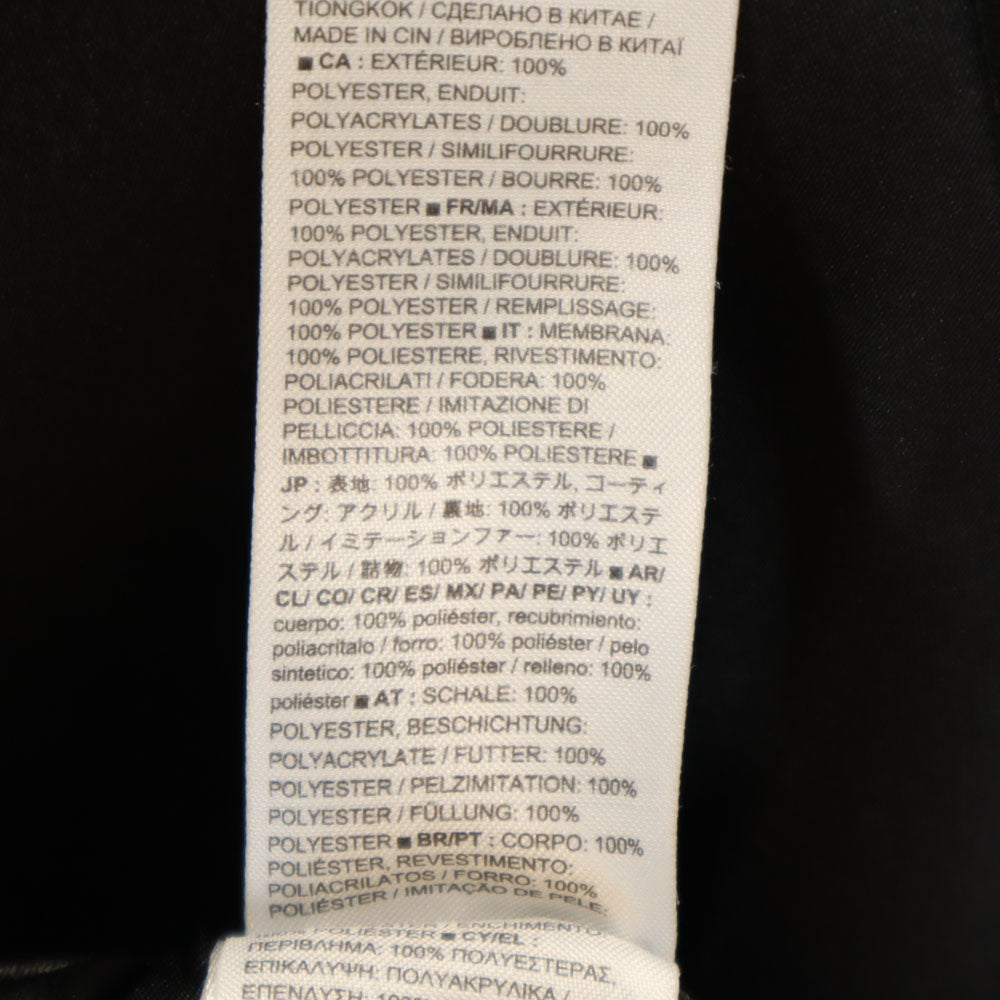 TIONGKOK / СДЕЛАНО В КИТАЕ /
MADE IN CIN / ВИРОБЛЕНО В КИТАЇ
■ CA : EXTÉRIEUR: 100%
POLYESTER, ENDUIT:
POLYACRYLATES / DOUBLURE: 100%
POLYESTER / SIMILIFOURRURE:
100% POLYESTER / BOURRE: 100%
POLYESTER ■ FR/MA : EXTÉRIEUR:
100% POLYESTER, ENDUIT:
POLYACRYLATES / DOUBLURE: 100%
POLYESTER / SIMILIFOURRURE:
100% POLYESTER / REMPLISSAGE:
100% POLYESTER ■ IT : MEMBRANA:
100% POLIESTERE, RIVESTIMENTO:
POLIACRILATI / FODERA: 100%
POLIESTERE / IMITAZIONE DI
PELLICCIA: 100% POLIESTERE /
IMBOTTITURA: 100% POLIESTERE ■
JP : 表地: 100% ポリエステル, コーティ
ング: アクリル / 裏地: 100% ポリエステ
ル / イミテーションファー: 100% ポリエ
ステル / 詰物: 100% ポリエステル ■ AR/
CL/ CO/ CR/ ES/ MX/ PA/ PE/ PY/ UY :
cuerpo: 100% poliéster, recubrimiento:
poliacritalo / forro: 100% poliéster / pelo
sintetico: 100% poliéster / relleno: 100%
poliéster ■ AT : SCHALE: 100%
POLYESTER, BESCHICHTUNG:
POLYACRYLATE / FUTTER: 100%
POLYESTER / PELZIMITATION: 100%
POLYESTER / FÜLLUNG: 100%
POLYESTER ■ BR/PT : CORPO: 100%
POLIÉSTER, REVESTIMENTO:
POLIACRILATOS / FORRO: 100%
POLIÉSTER / IMITAÇÃO DE PELE:
ENCHIMENTO
POLIÉSTER ■ CY/EL :
ΠΕΡΙΒΛΗΜΑ: 100% ΠΟΛΥΕΣΤΕΡΑΣ,
ΕΠΙΚΑΛΥΨΗ: ΠΟΛΥΑΚΡΥΛΙΚΑ /
ΕΠΕΝΔΥΣΗ: 100%